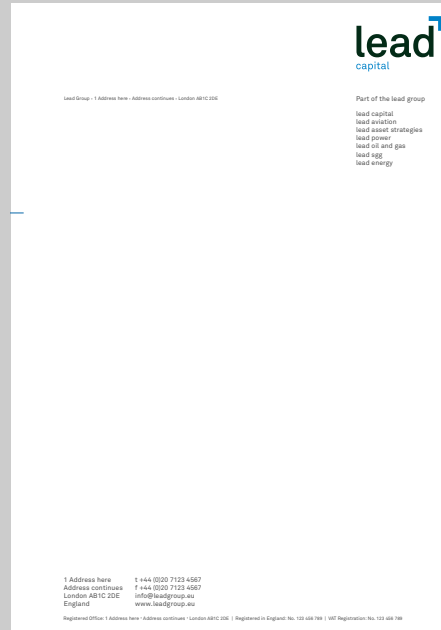 lead
capital
Lead Group · 1 Address here · Address continues · London AB1C 2DE
Part of the lead group
lead capital
lead aviation
lead asset strategies
lead power
lead oil and gas
lead sgg
lead energy
1 Address here t +44 (0)20 7123 4567
Address continues f +44 (0)20 7123 4567
London AB1C 2DE info@leadgroup.eu
England www.leadgroup.eu
Registered Office: 1 Address here · Address continues · London AB1C 2DE | Registered in England: No. 123 456 789 | VAT Registration: No. 123 456 789